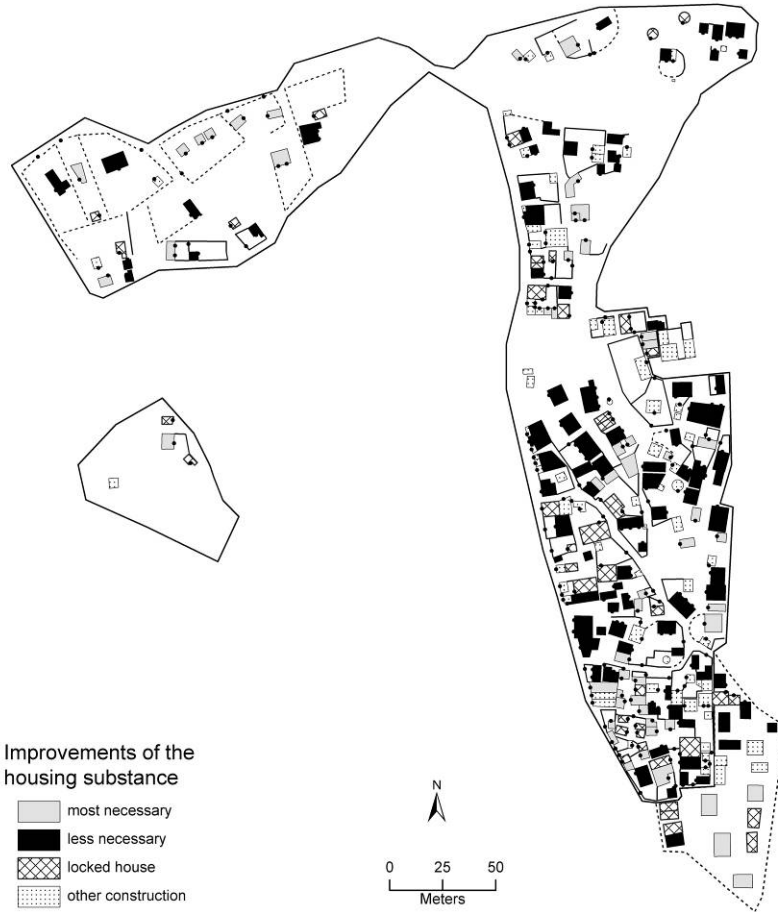 Improvements of the
housing substance
most necessary
less necessary
locked house
other construction
N
0 25 50
Meters